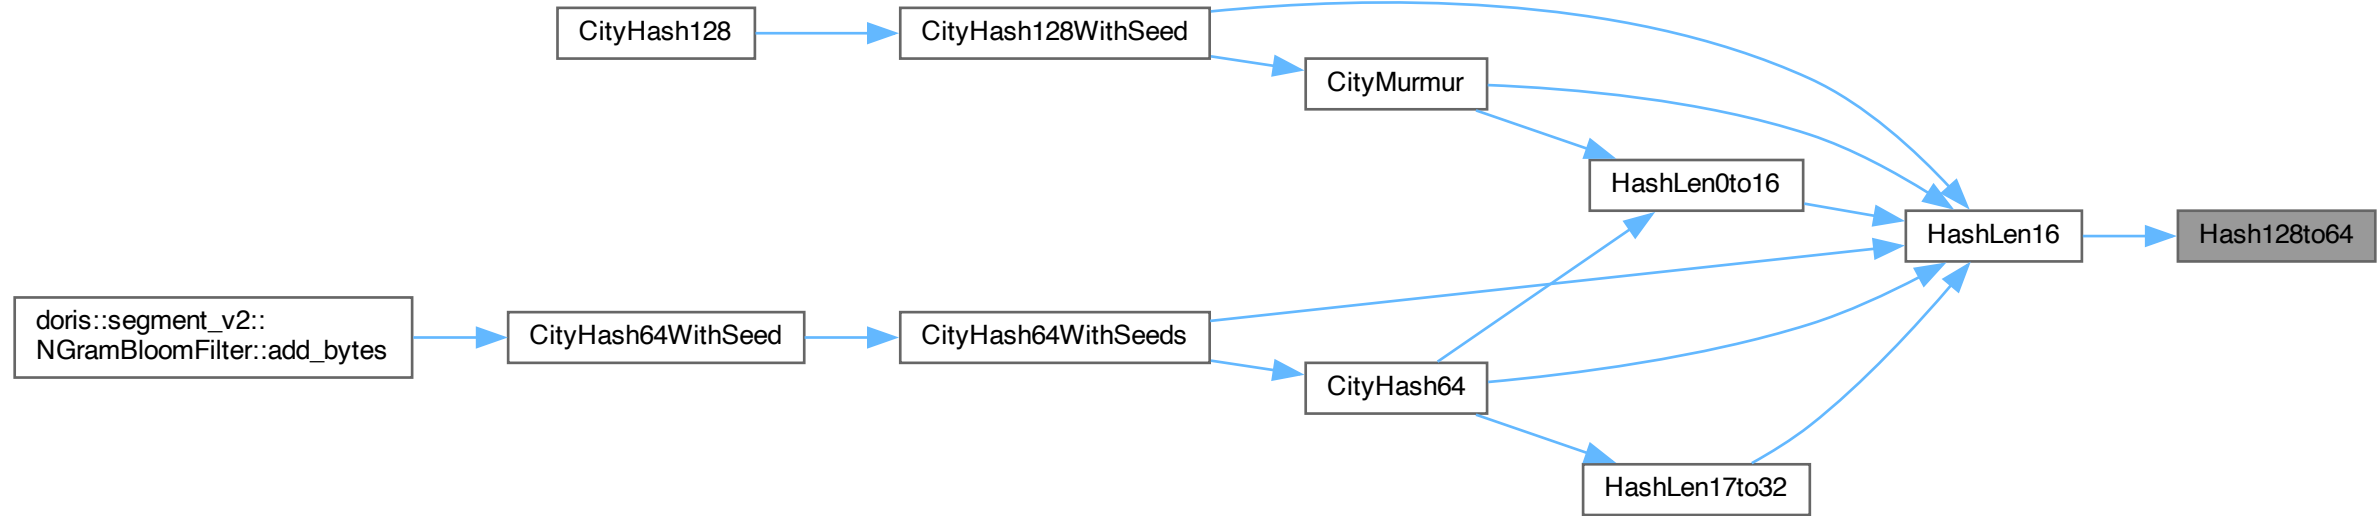 CityHash128
CityHash128WithSeed
CityMurmur
HashLen0to16
HashLen16
Hash128to64
doris::segment_v2::
NGramBloomFilter::add_bytes
CityHash64WithSeed
CityHash64WithSeeds
CityHash64
HashLen17to32